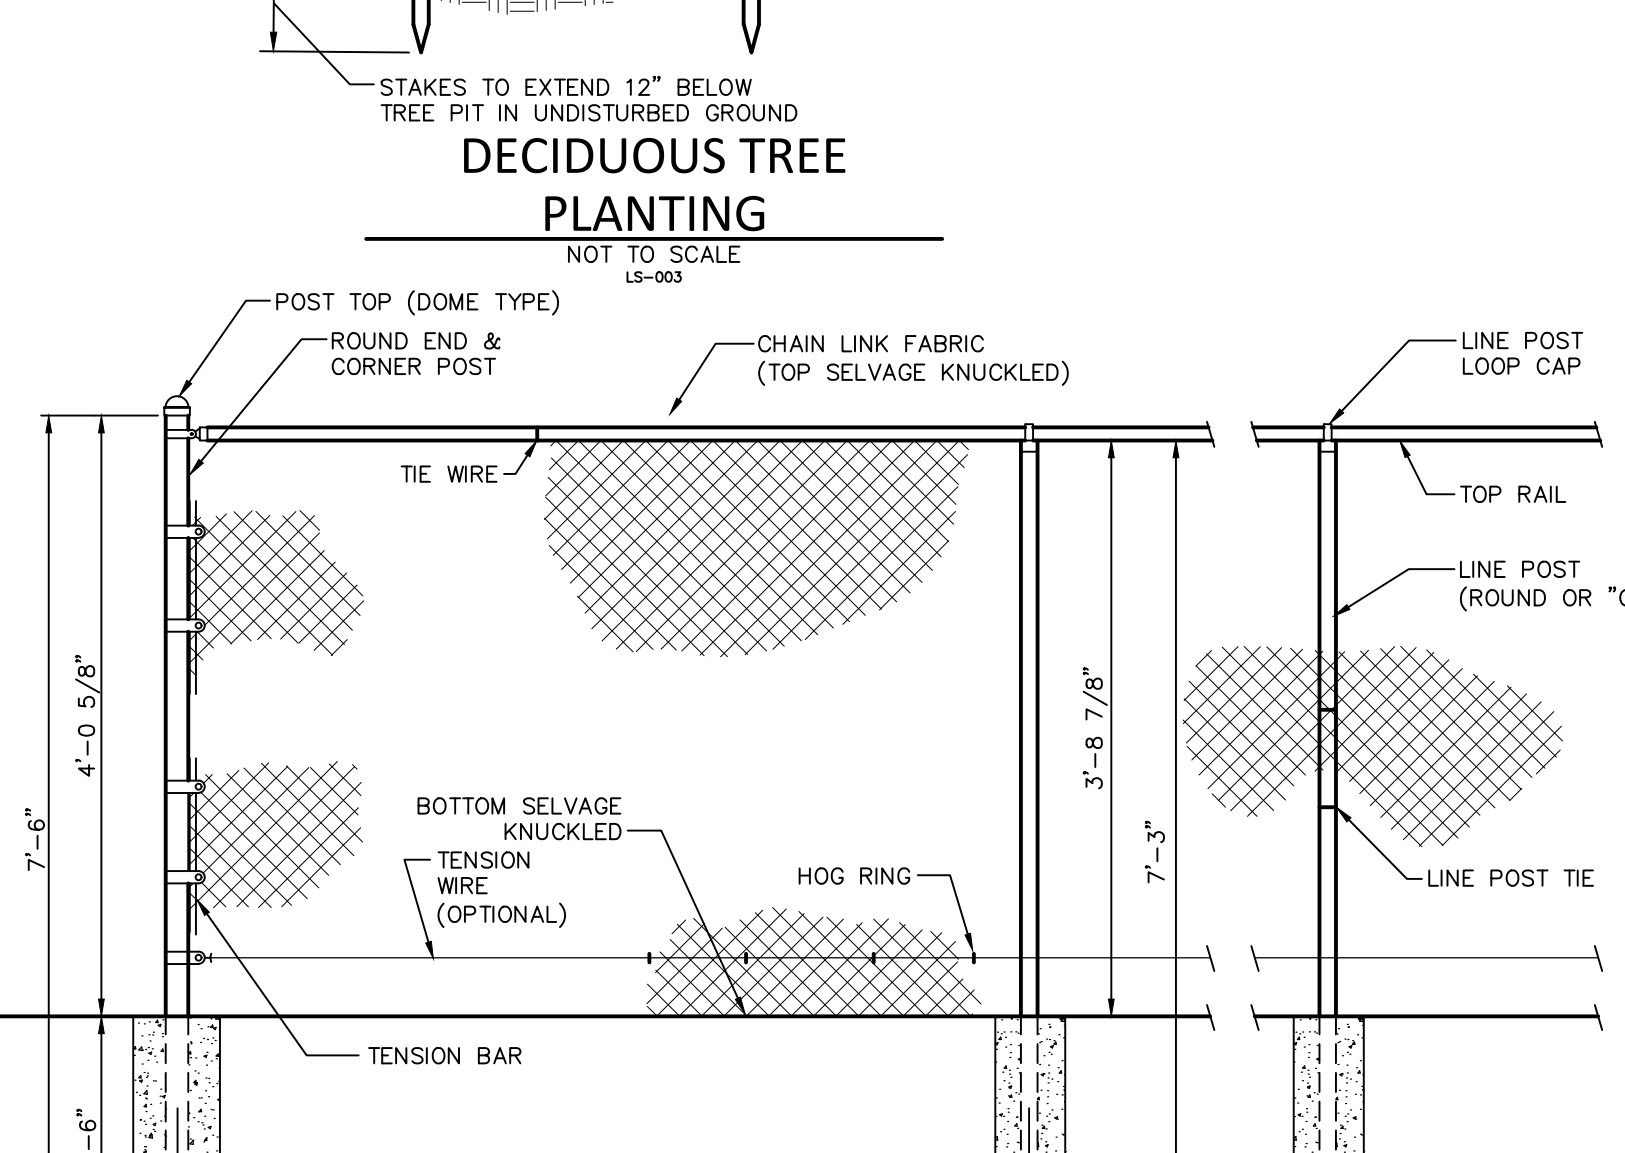 STAKES TO EXTEND 12" BELOW
TREE PIT IN UNDISTURBED GROUND
DECIDUOUS TREE
PLANTING
NOT TO SCALE
LS-003
POST TOP (DOME TYPE)
ROUND END &
CORNER POST
CHAIN LINK FABRIC
(TOP SELVAGE KNUCKLED)
LINE POST
LOOP CAP
TIE WIRE
TOP RAIL
LINE POST
(ROUND OR "
4'-0 5/8"
3'-8 7/8"
7'-6"
7'-3"
BOTTOM SELVAGE
KNUCKLED
TENSION
WIRE
(OPTIONAL)
HOG RING
LINE POST TIE
TENSION BAR
-6"